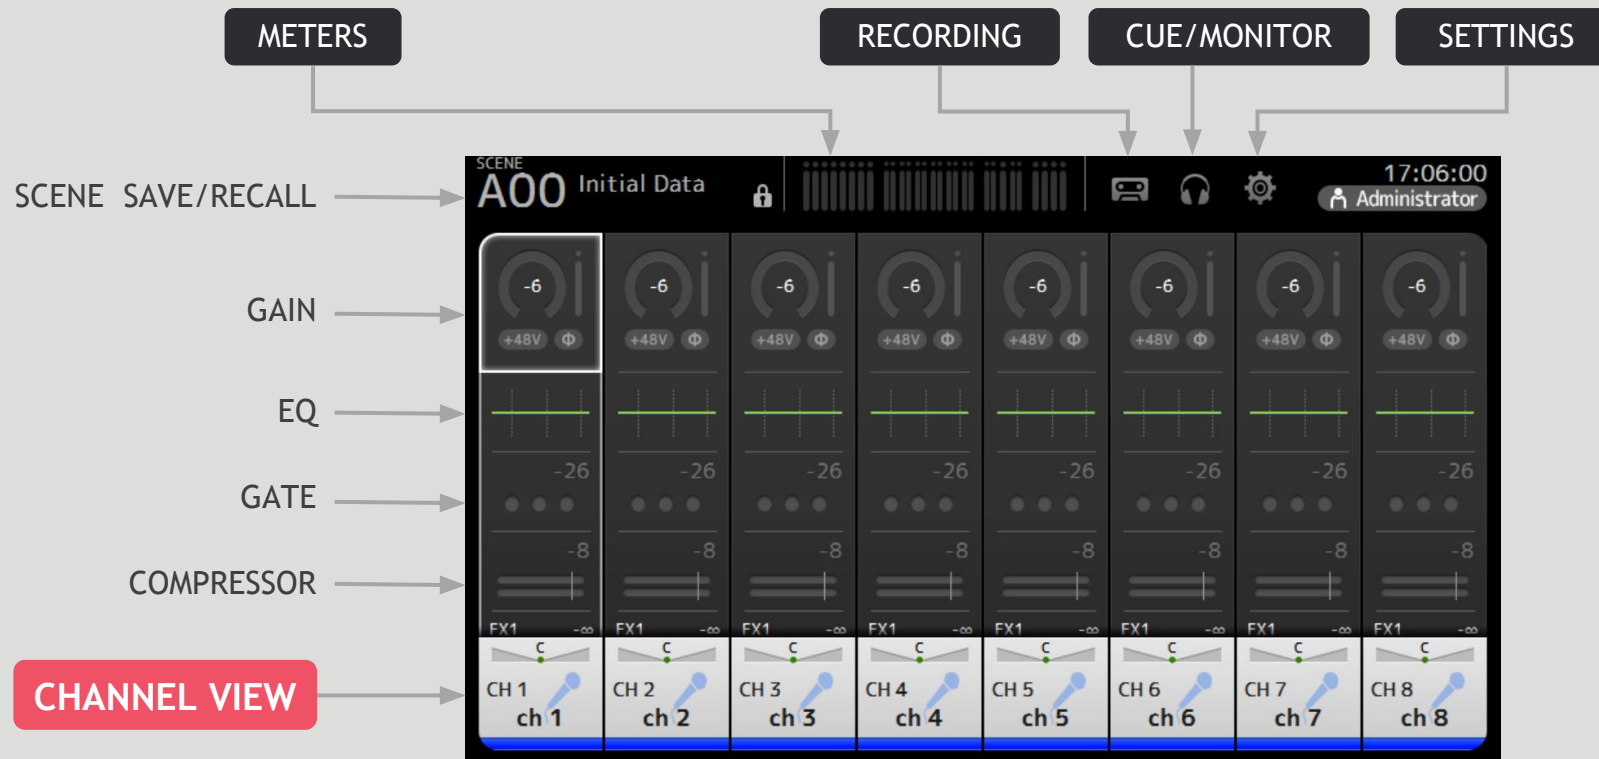 METERS
RECORDING
CUE/MONITOR
SETTINGS
SCENE SAVE/RECALL
GAIN
EQ
GATE
COMPRESSOR
CHANNEL VIEW
SCENE
A00 Initial Data
17:06:00
Administrator
-6 -6 -6 -6 -6 -6 -6 -6
+48V Φ +48V Φ +48V Φ +48V Φ +48V Φ +48V Φ +48V Φ +48V Φ
-26 -26 -26 -26 -26 -26 -26 -26
-8 -8 -8 -8 -8 -8 -8 -8
FX1 -∞ FX1 -∞ FX1 -∞ FX1 -∞ FX1 -∞ FX1 -∞ FX1 -∞ FX1 -∞
C C C C C C C C
CH 1 CH 2 CH 3 CH 4 CH 5 CH 6 CH 7 CH 8
ch 1 ch 2 ch 3 ch 4 ch 5 ch 6 ch 7 ch 8